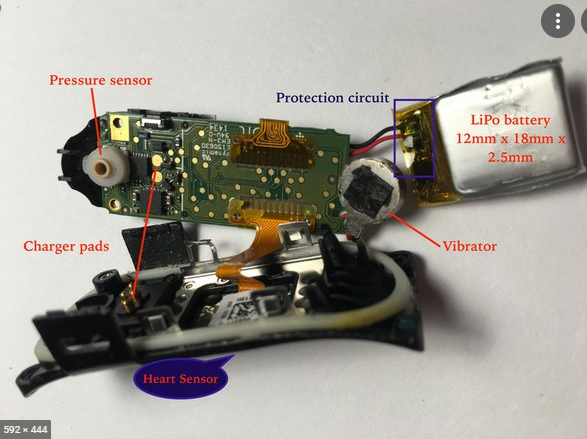 Pressure sensor
Protection circuit
LiPo battery
12mm x 18mm x
2.5mm
Charger pads
Vibrator
Heart Sensor
592 × 444